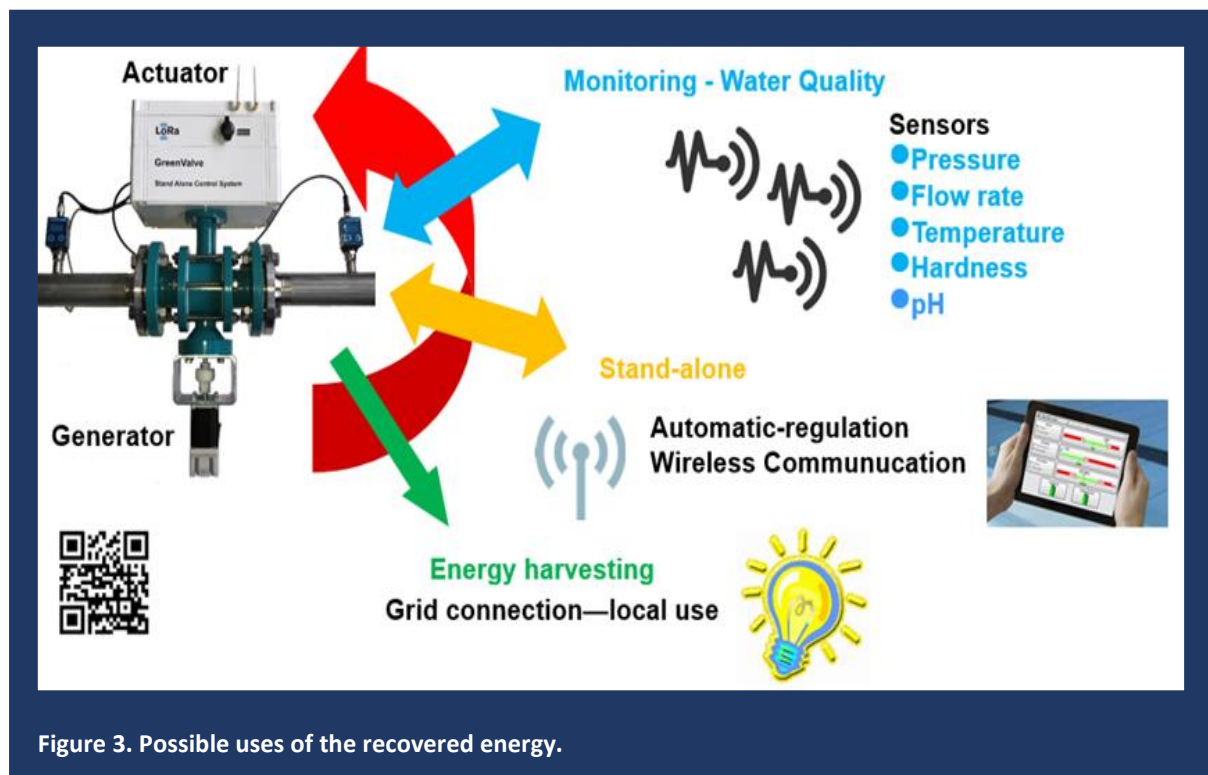 Actuator
LoRa
GreenValve
Stand Alone Control System
Generator
Monitoring - Water Quality
Sensors
Pressure
Flow rate
Temperature
Hardness
pH
Stand-alone
Automatic-regulation
Wireless Communucation
Energy harvesting
Grid connection—local use
Figure 3. Possible uses of the recovered energy.